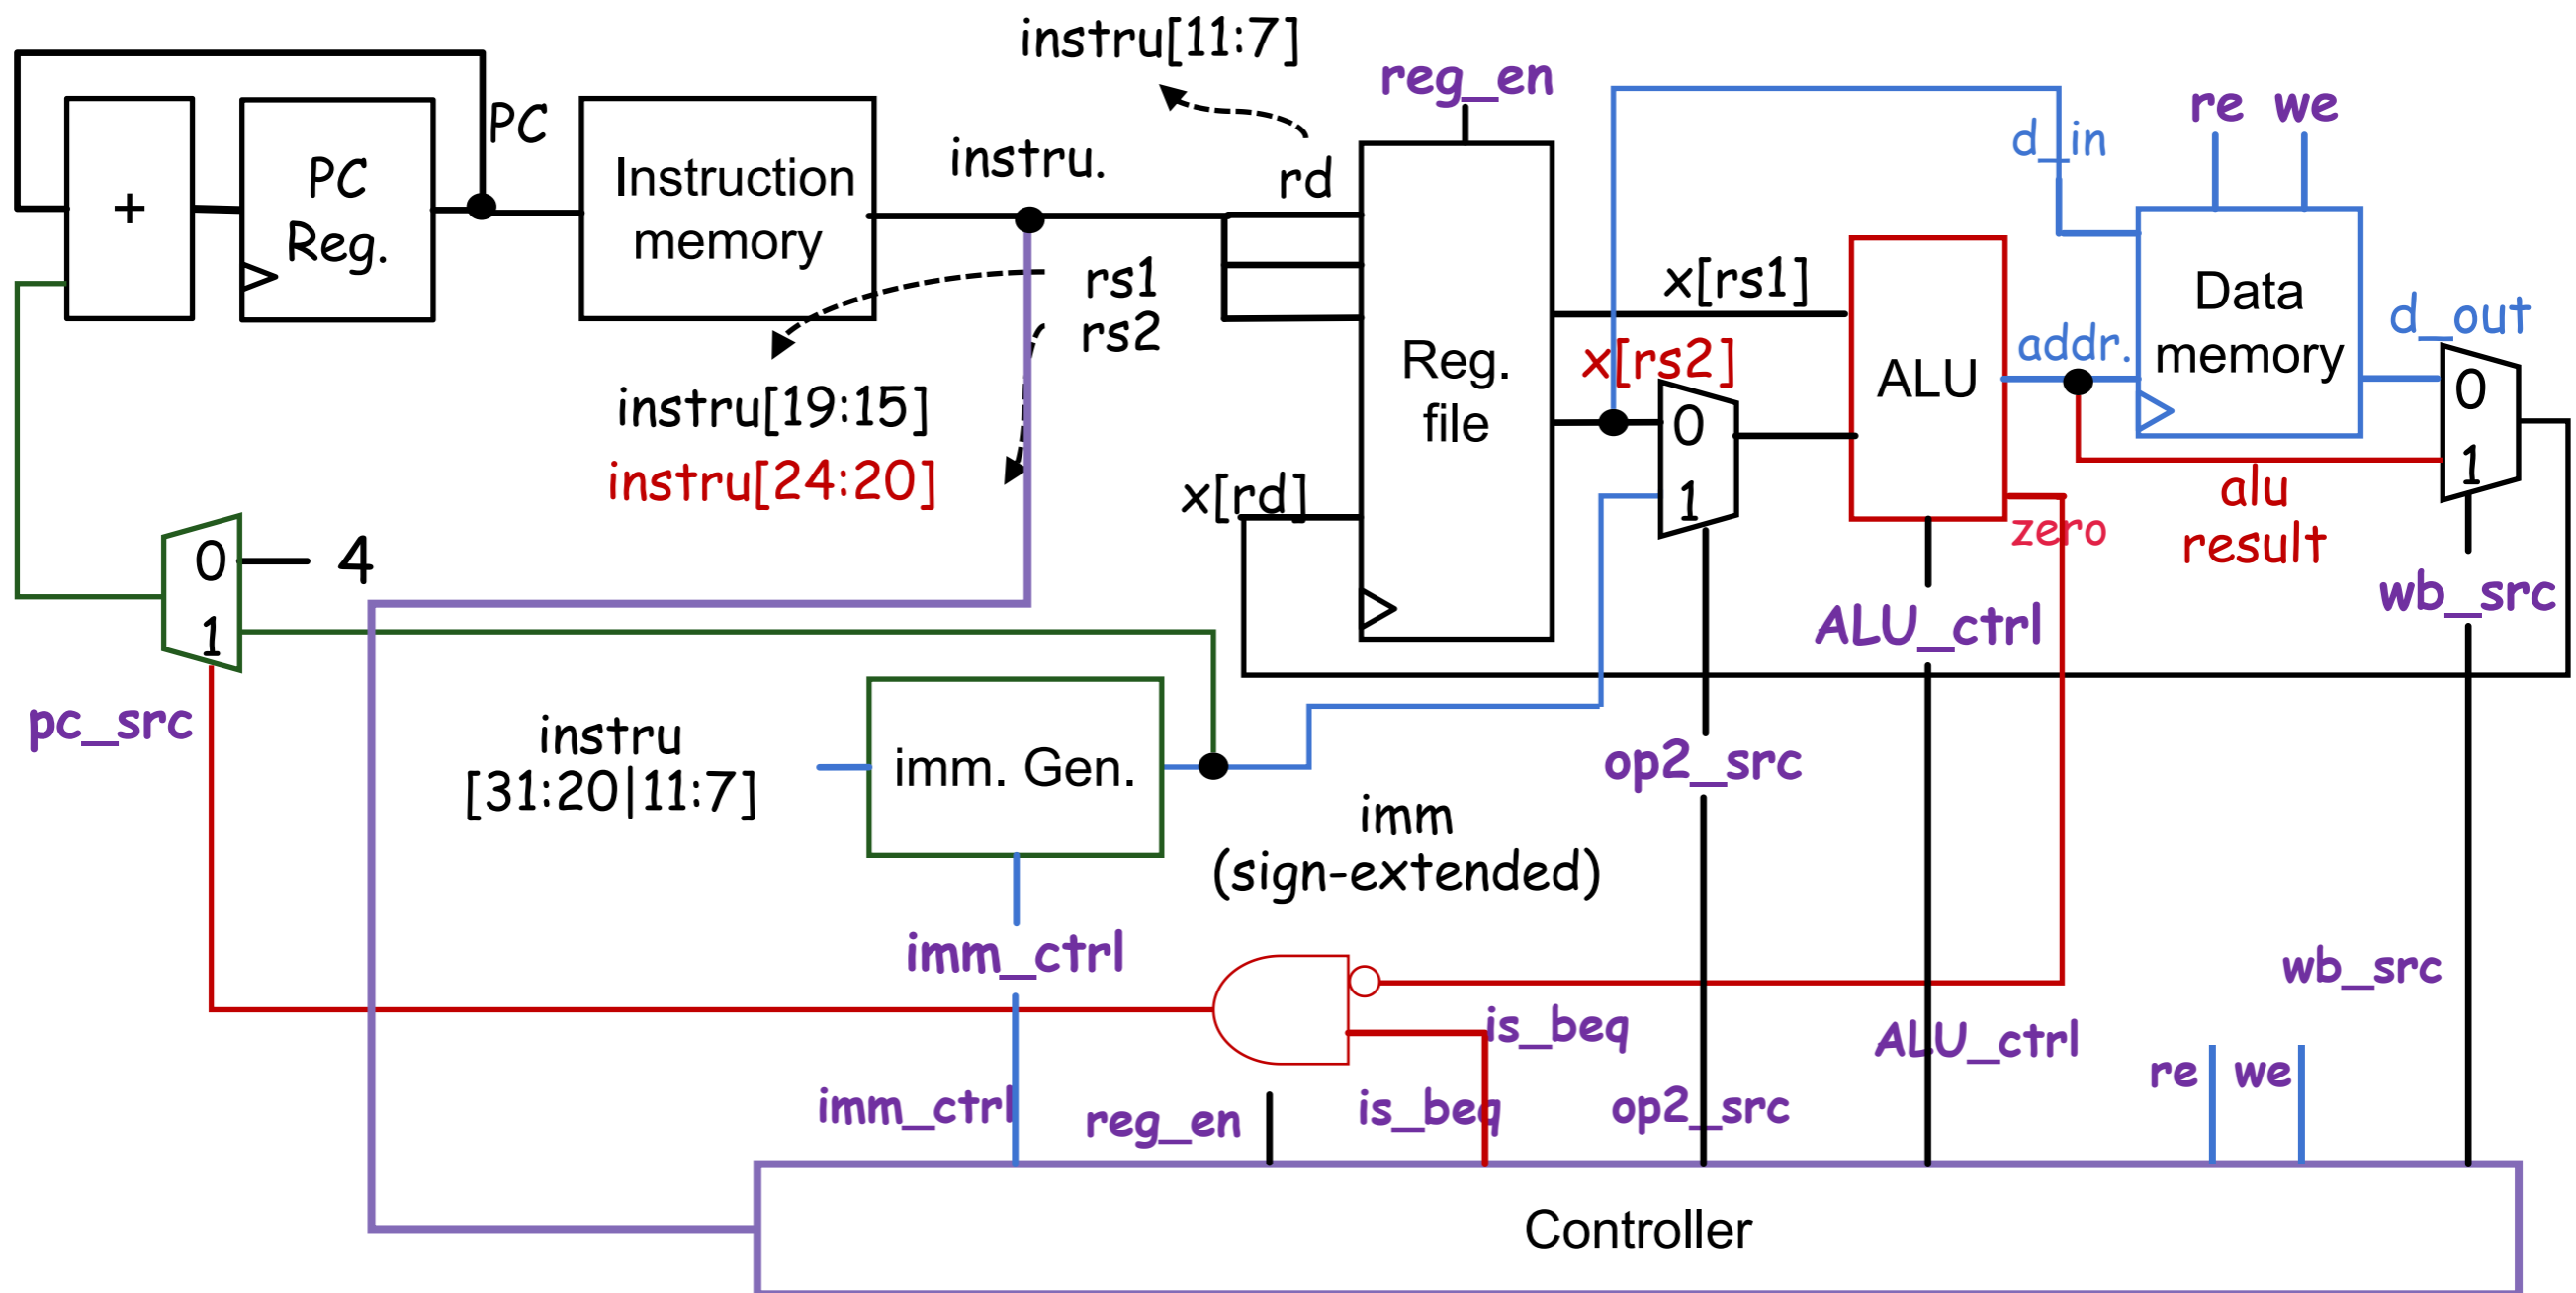 instru[11:7]
reg_en
re we
PC
d_in
instru.
rd
+
PC
Reg.
Instruction
memory
rs1
rs2
x[rs1]
Data
memory
d_out
addr.
x[rs2]
Reg.
file
ALU
0
1
0
1
instru[19:15]
instru[24:20]
x[rd]
alu
result
zero
0
1
4
wb_src
ALU_ctrl
pc_src
instru
[31:20|11:7]
imm. Gen.
op2_src
imm
(sign-extended)
imm_ctrl
wb_src
is_beq
ALU_ctrl
re we
imm_ctrl
reg_en
is_beq
op2_src
Controller